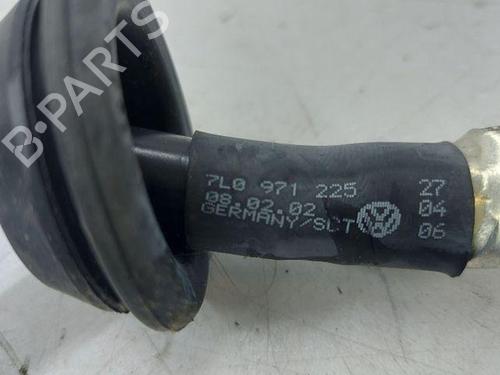 B-PARTS
7L0 971 225 27
08.02.02 04
GERMANY/SCT 06